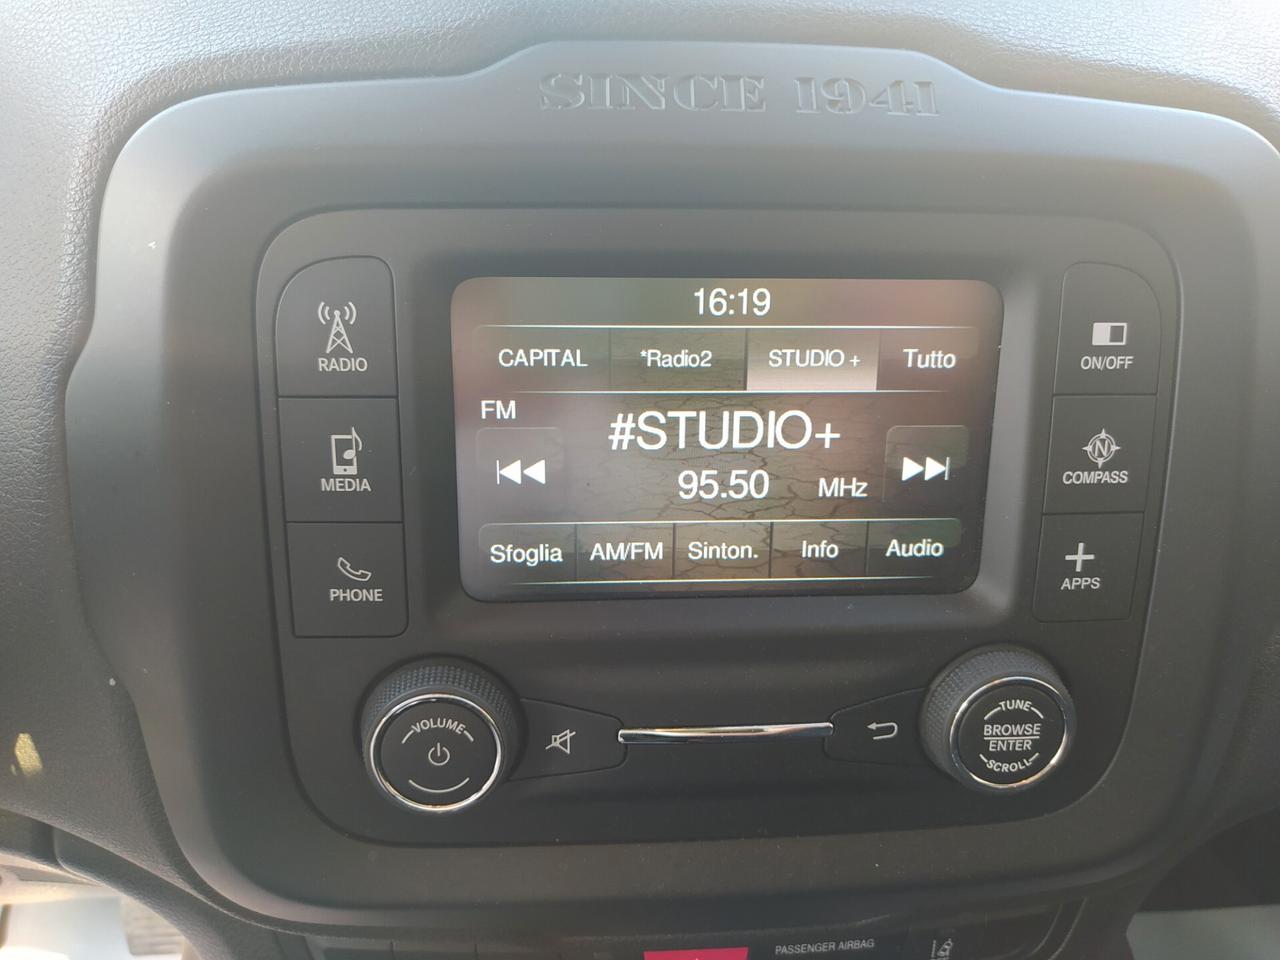 SINCE 1941
16:19
CAPITAL *Radio2 STUDIO + Tutto
FM
#STUDIO+
95.50 MHz
Sfoglia AM/FM Sinton. Info Audio
RADIO
MEDIA
PHONE
ON/OFF
N
COMPASS
APPS
VOLUME
TUNE
BROWSE
ENTER
SCROLL
PASSENGER AIRBAG